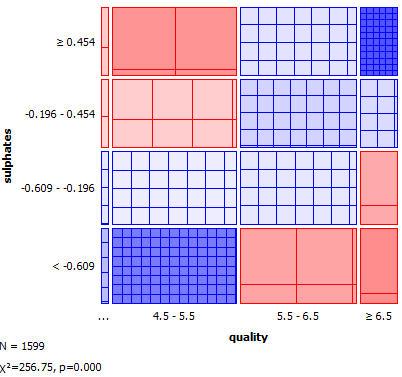 ≥ 0.454
-0.196 - 0.454
-0.609 - -0.196
< -0.609
sulphates
... 4.5 - 5.5 5.5 - 6.5 ≥ 6.5
quality
N = 1599
X²=256.75, p=0.000